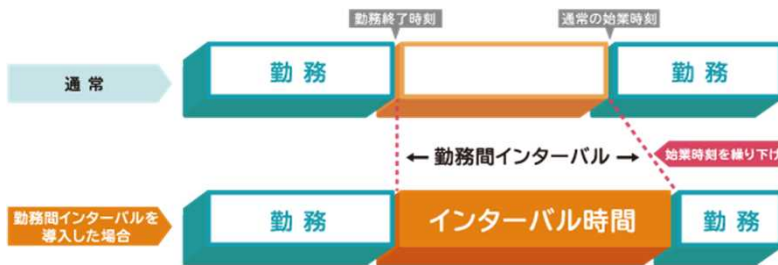 勤務終了時刻
通常の始業時刻
通常
勤務
勤務
← 勤務間インターバル →
始業時刻を繰り下げ
勤務間インターバルを
導入した場合
勤務
インターバル時間
勤務